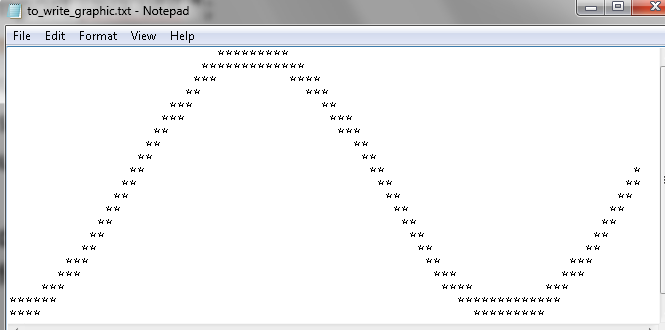 to_write_graphic.txt - Notepad
File Edit Format View Help
                          *********
                        *************
                       ***         ****
                      **             ***
                    ***                **
                   ***                  **
                  **                     ***
                 **                        **
                **                          **
               **                            **                               *
              **                              **                             **
             **                                **                           **
            **                                  **                         **
           **                                    **                       **
          **                                      **                     **
         **                                        **                   **
       ***                                          **                ***
      ***                                            ***             ***
    ***                                               ****         ***
******                                                  *************
****                                                      *********